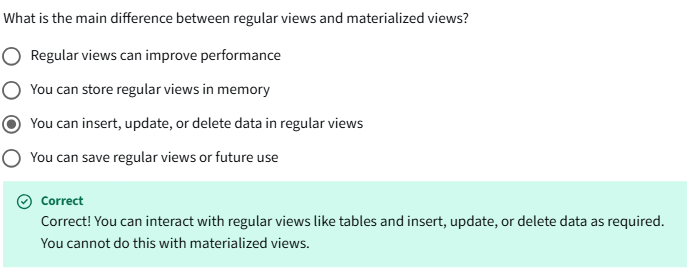 What is the main difference between regular views and materialized views?
Regular views can improve performance
You can store regular views in memory
You can insert, update, or delete data in regular views
You can save regular views or future use
Correct
Correct! You can interact with regular views like tables and insert, update, or delete data as required.
You cannot do this with materialized views.